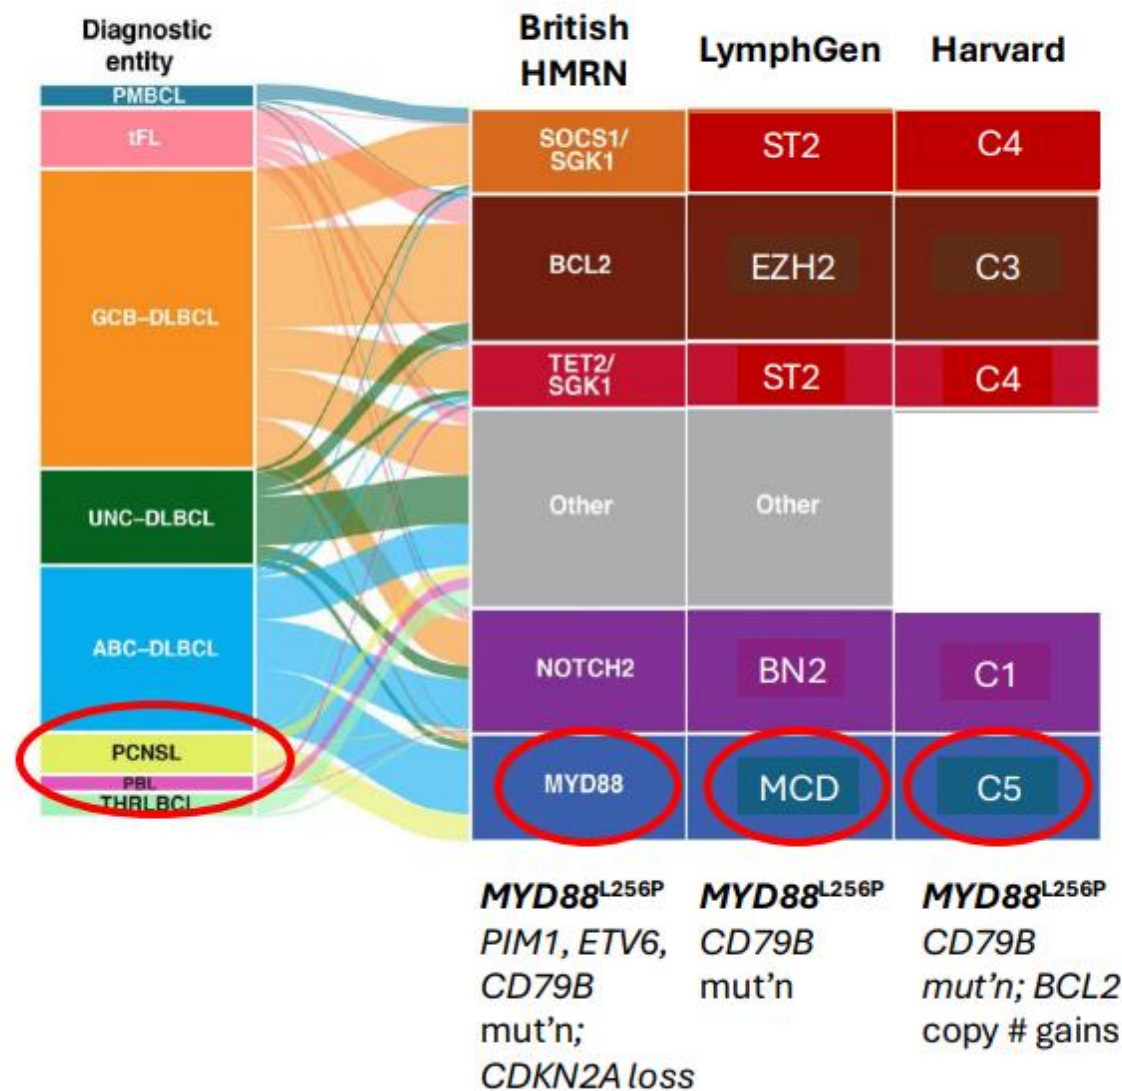 Diagnostic
entity
British
HMRN
LymphGen
Harvard
PMBCL
tFL
GCB–DLBCL
UNC–DLBCL
ABC–DLBCL
PCNSL
PBL
THRLBCL
SOCS1/
SGK1
ST2
C4
BCL2
EZH2
C3
TET2/
SGK1
ST2
C4
Other
Other
NOTCH2
BN2
C1
MYD88
MCD
C5
MYD88L256P
PIM1, ETV6,
CD79B
mut'n;
CDKN2A loss
MYD88L256P
CD79B
mut'n
MYD88L256P
CD79B
mut'n; BCL2
copy # gains